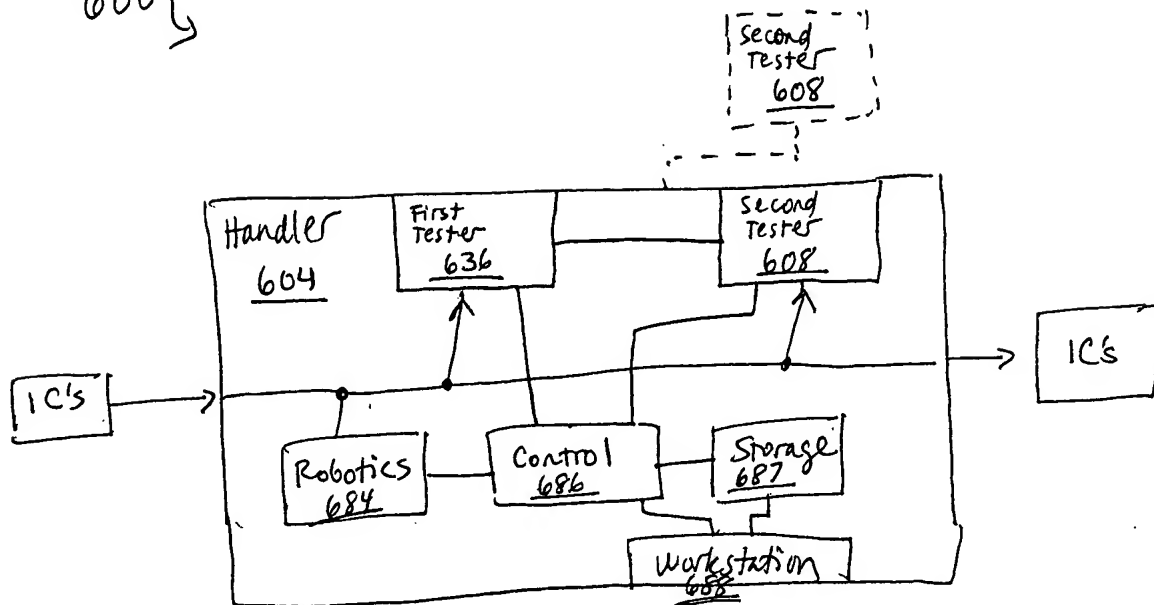 600
Second
Tester
608
Handler
604
First
Tester
636
Second
Tester
608
IC's
IC's
Robotics
684
Control
686
Storage
687
Workstation
688